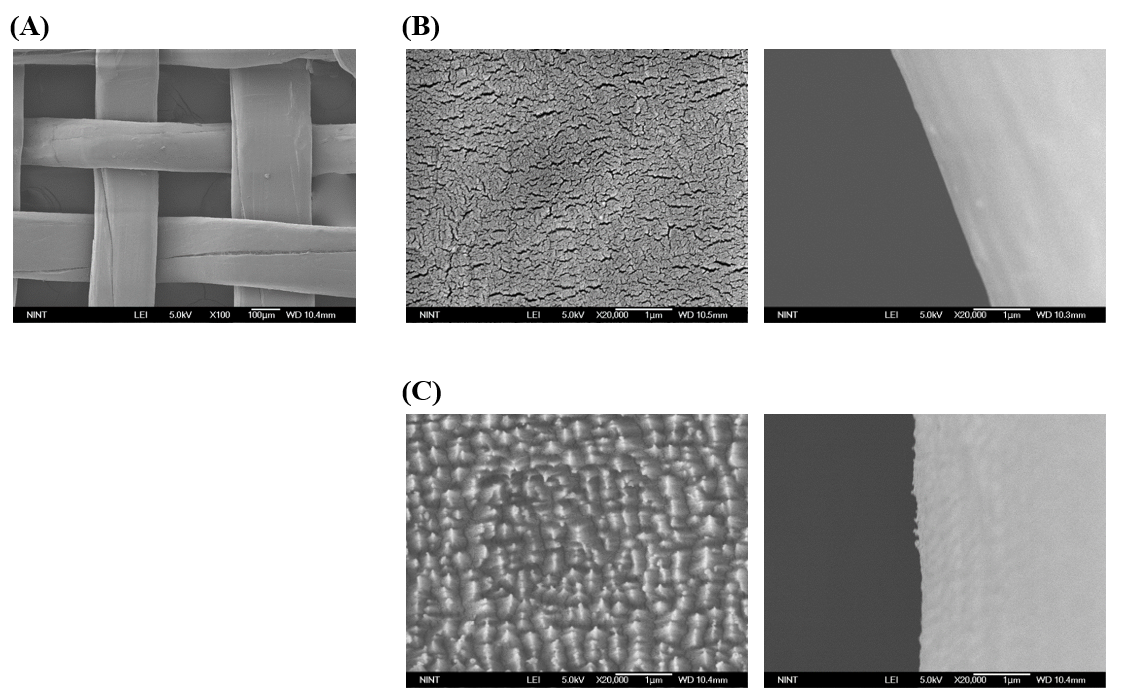 (A)
(B)
NINT LEI 5.0kV X100 100µm WD 10.4mm
NINT LEI 5.0kV X20,000 1µm WD 10.5mm
NINT LEI 5.0kV X20,000 1µm WD 10.3mm
(C)
NINT LEI 5.0kV X20,000 1µm WD 10.4mm
NINT LEI 5.0kV X20,000 1µm WD 10.4mm